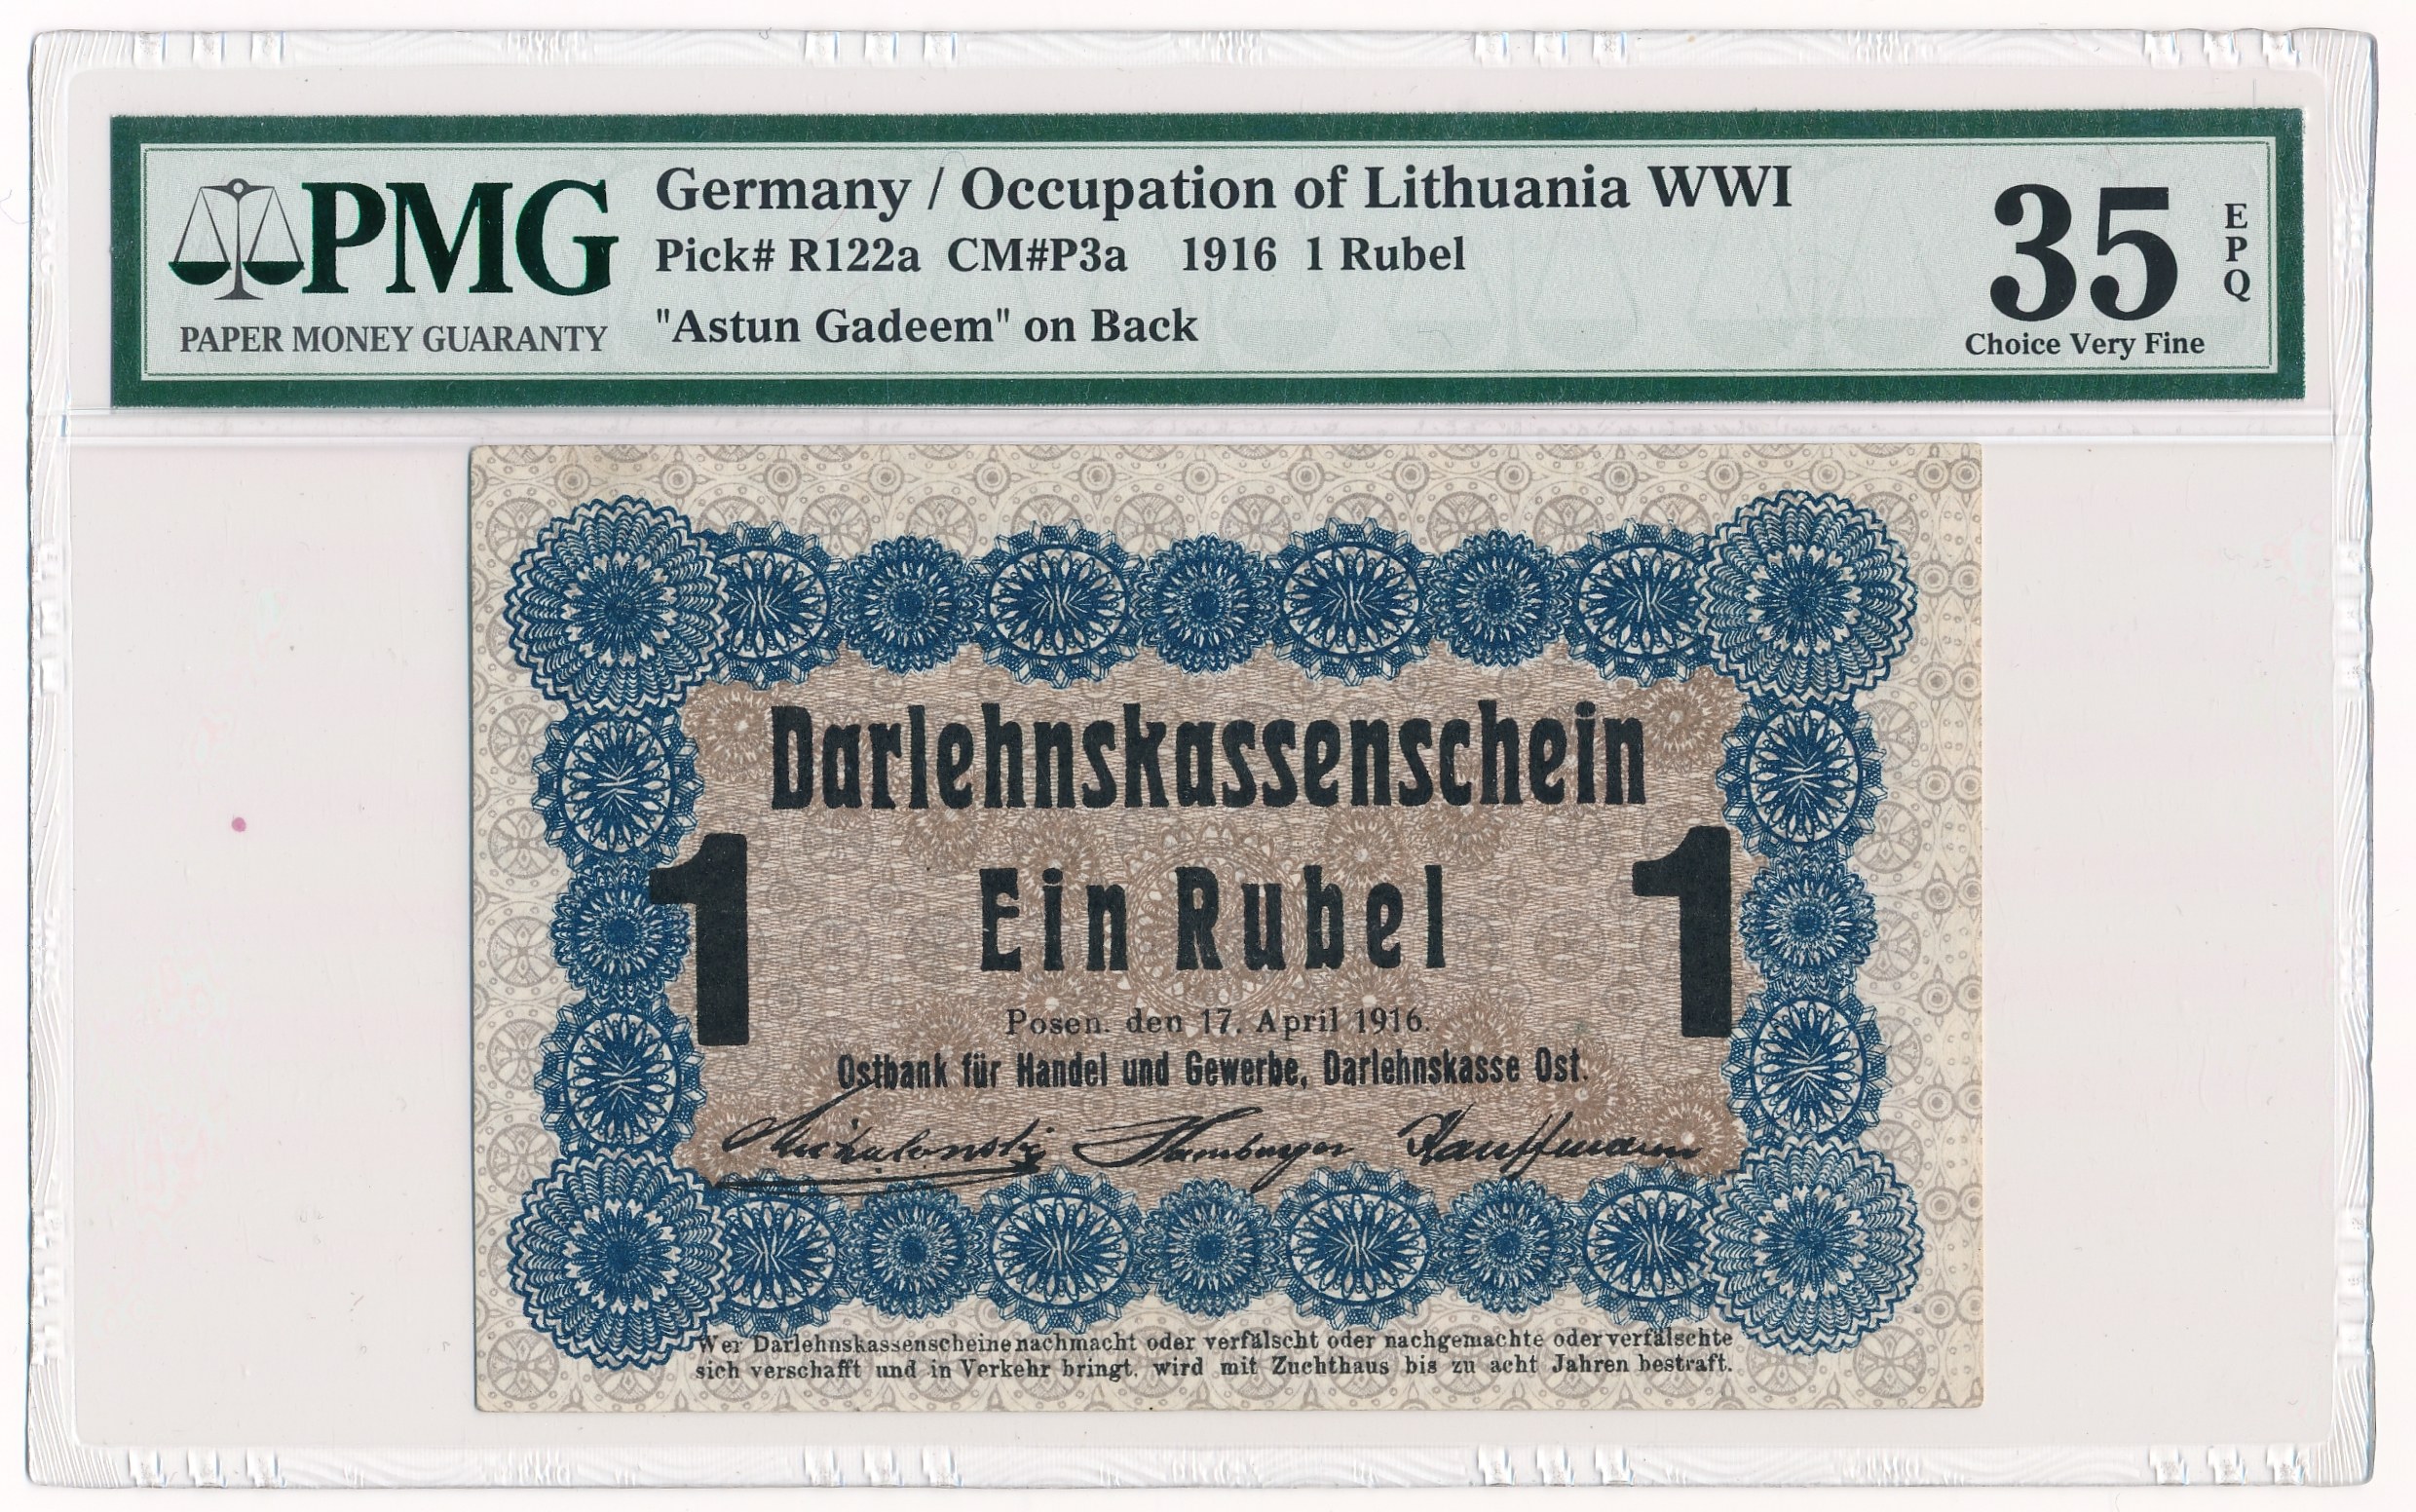 PMG
PAPER MONEY GUARANTY
Germany / Occupation of Lithuania WWI
Pick# R122a CM#P3a 1916 1 Rubel
"Astun Gadeem" on Back
35
EPQ
Choice Very Fine
Darlehnskassenschein
1 Ein Rubel 1
Posen. den 17. April 1916.
Ostbank für Handel und Gewerbe, Darlehnskasse Ost.
Michalowsky Hamburger Kauffmann
Wer Darlehnskassenscheine nachmacht oder verfälscht oder nachgemachte oder verfälschte
sich verschafft und in Verkehr bringt, wird mit Zuchthaus bis zu acht Jahren bestraft.